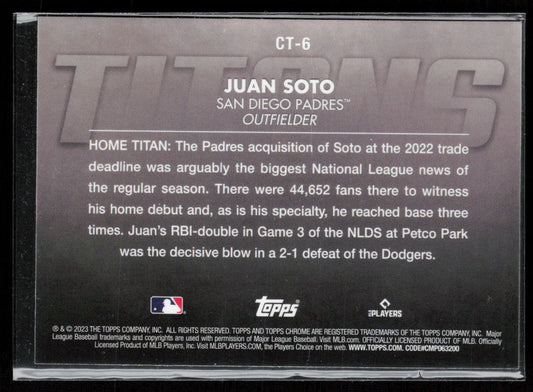 CT-6
TITANS
JUAN SOTO
SAN DIEGO PADRES™
OUTFIELDER
HOME TITAN: The Padres acquisition of Soto at the 2022 trade
deadline was arguably the biggest National League news of
the regular season. There were 44,652 fans there to witness
his home debut and, as is his specialty, he reached base three
times. Juan's RBI-double in Game 3 of the NLDS at Petco Park
was the decisive blow in a 2-1 defeat of the Dodgers.
Topps
MLB PLAYERS
® & © 2023 THE TOPPS COMPANY, INC. ALL RIGHTS RESERVED. TOPPS AND TOPPS CHROME ARE REGISTERED TRADEMARKS OF THE TOPPS COMPANY, INC. Major
League Baseball trademarks and copyrights are used with permission of Major League Baseball. Visit MLB.com. OFFICIALLY LICENSED PRODUCT OF MLB. Officially
Licensed Product of MLB Players, Inc. Visit MLBPLAYERS.COM, the Players Choice on the web. WWW.TOPPS.COM. CODE#CMP063200